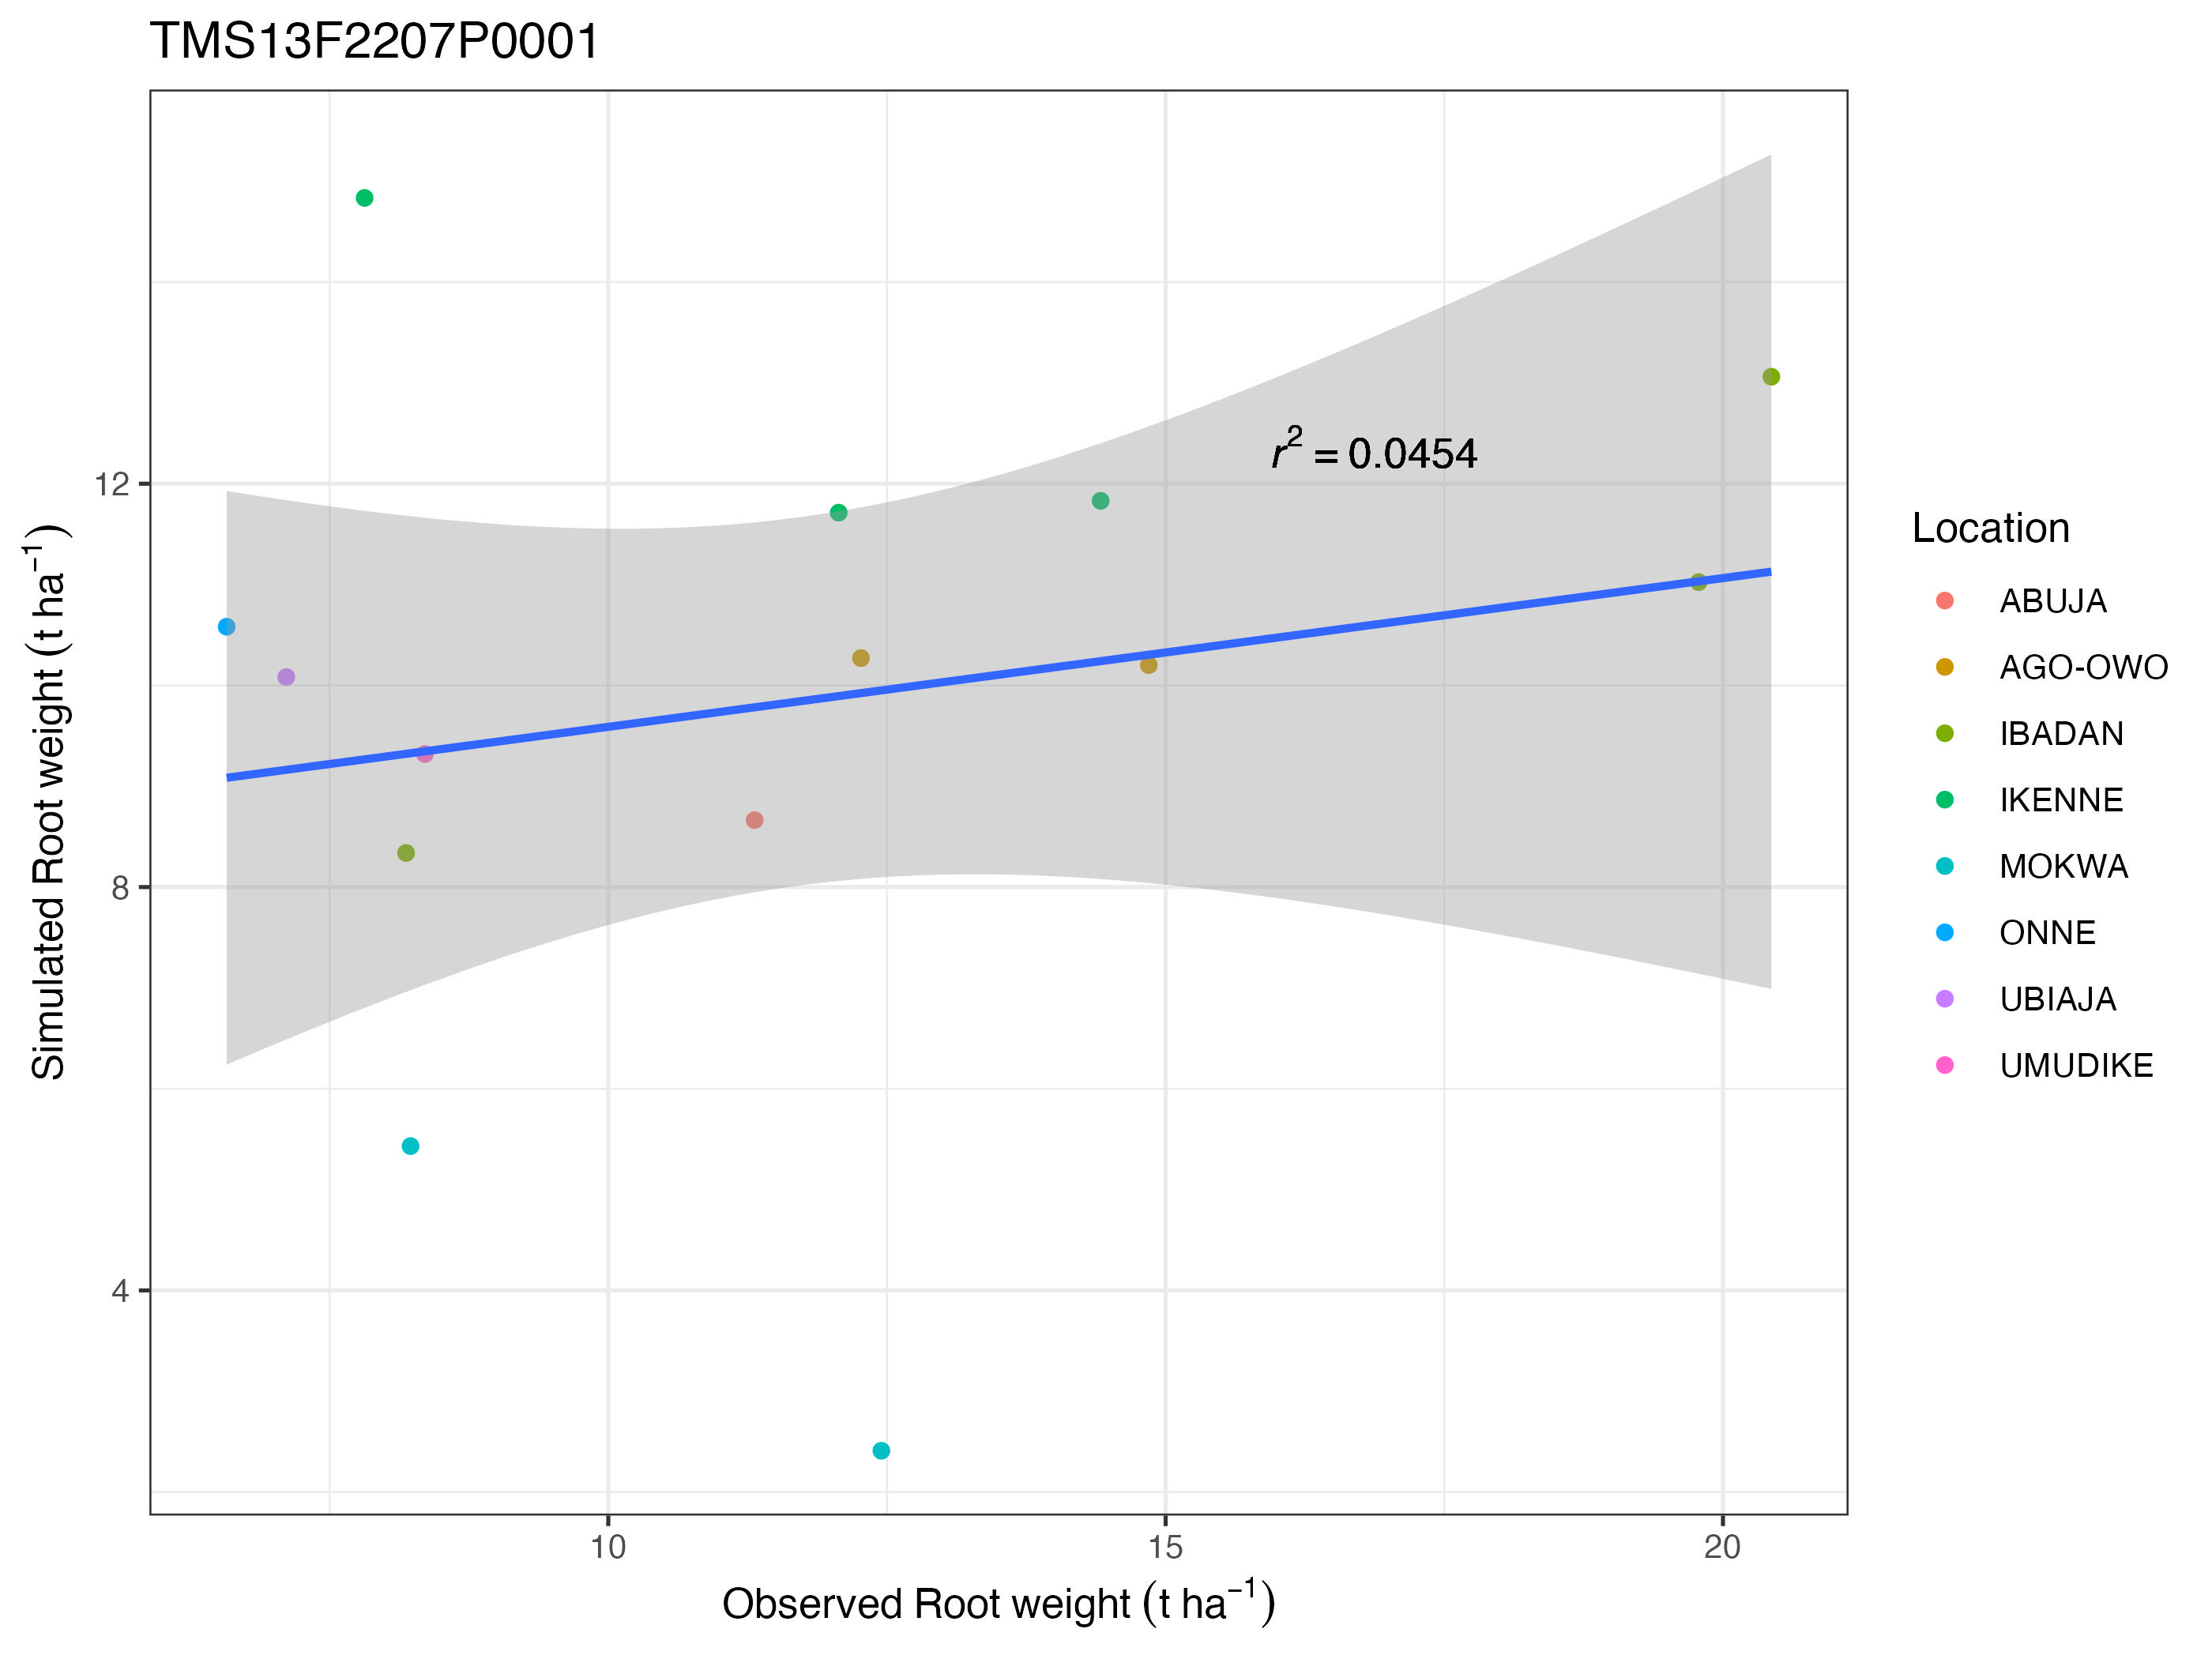 TMS13F2207P0001
Simulated Root weight (t ha⁻¹)
12
8
4
r² = 0.0454
10
15
20
Observed Root weight (t ha⁻¹)
Location
ABUJA
AGO-OWO
IBADAN
IKENNE
MOKWA
ONNE
UBIAJA
UMUDIKE